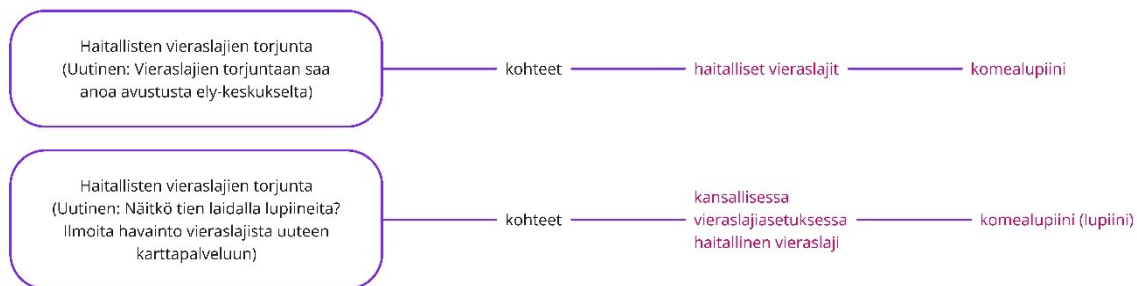 Haitallisten vieraslajien torjunta
(Uutinen: Vieraslajien torjuntaan saa
anoa avustusta ely-keskukselta)
kohteet
haitalliset vieraslajit
komealupiini
Haitallisten vieraslajien torjunta
(Uutinen: Näitkö tien laidalla lupiineita?
Ilmoita havainto vieraslajista uuteen
karttapalveluun)
kohteet
kansallisessa
vieraslajiasetuksessa
haitallinen vieraslaji
komealupiini (lupiini)